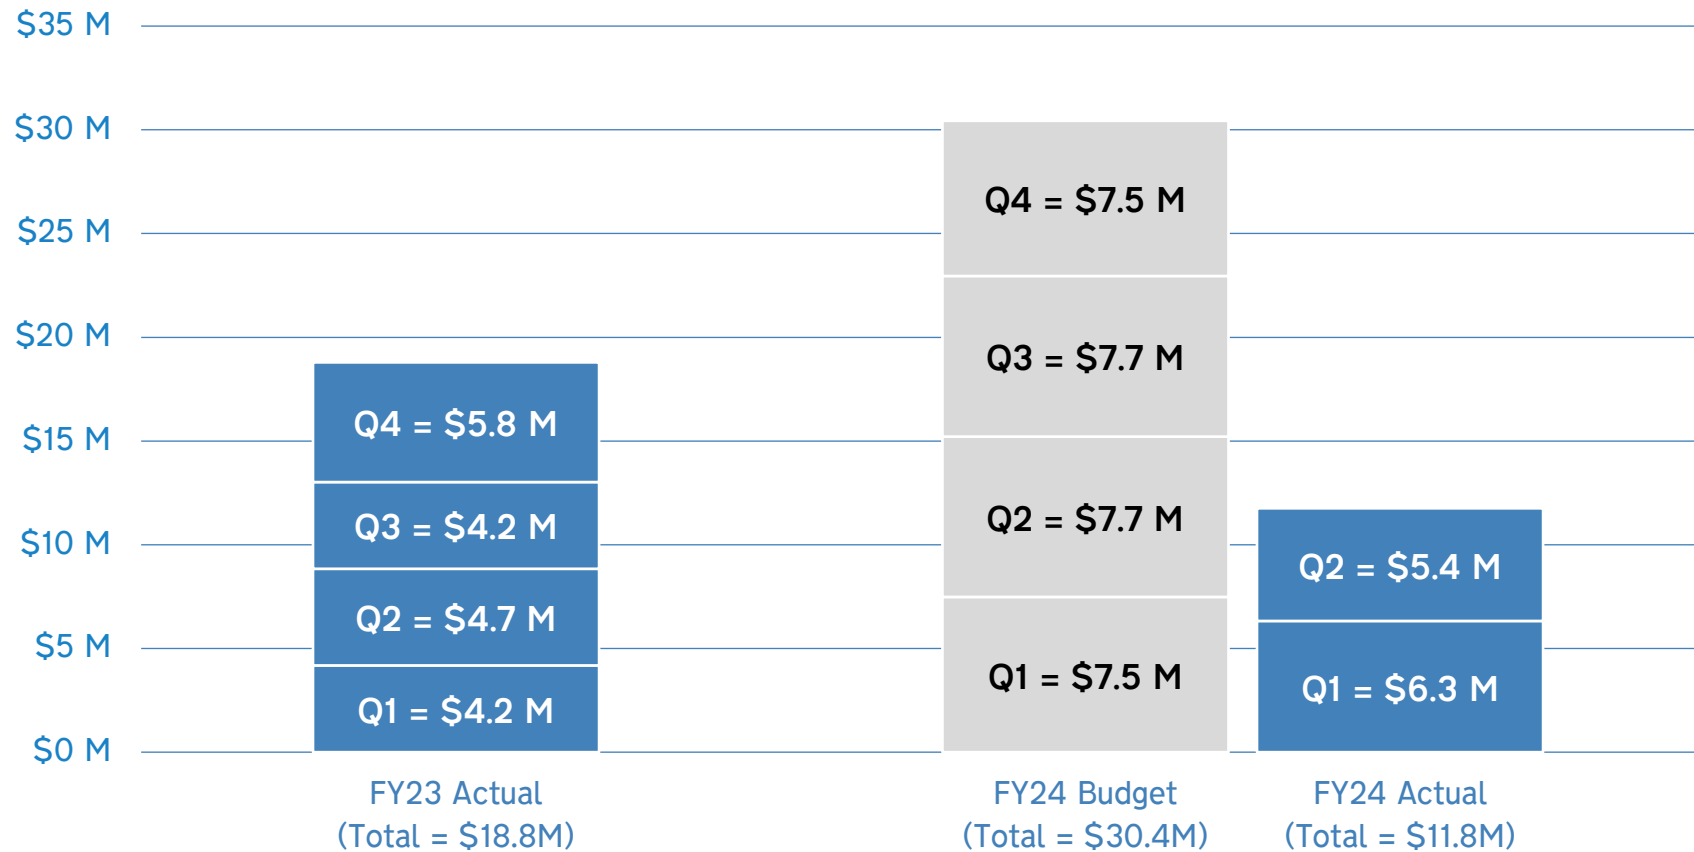 $35 M
$30 M
$25 M
$20 M
$15 M
$10 M
$5 M
$0 M
Q4 = $5.8 M
Q3 = $4.2 M
Q2 = $4.7 M
Q1 = $4.2 M
Q4 = $7.5 M
Q3 = $7.7 M
Q2 = $7.7 M
Q1 = $7.5 M
Q2 = $5.4 M
Q1 = $6.3 M
FY23 Actual
(Total = $18.8M)
FY24 Budget
(Total = $30.4M)
FY24 Actual
(Total = $11.8M)